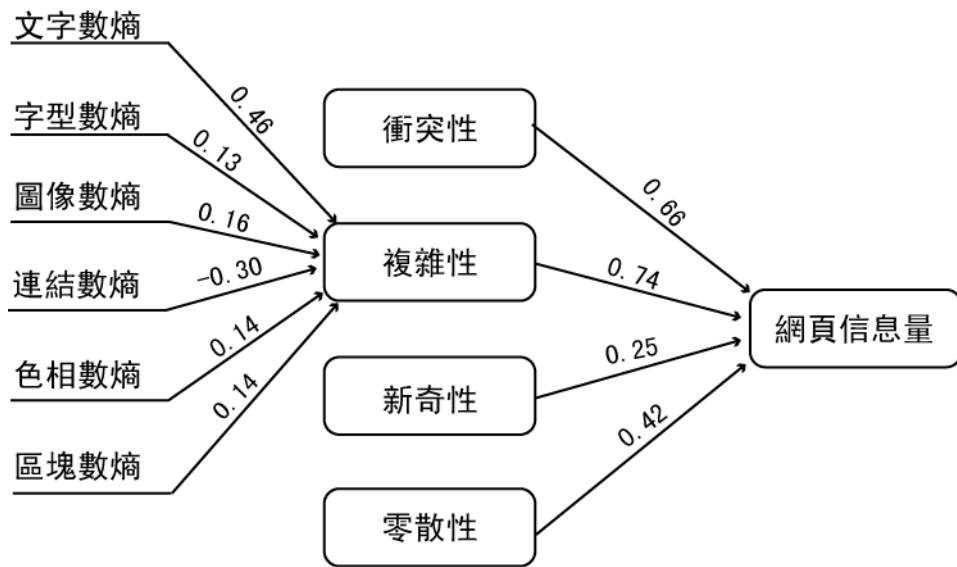 文字數熵
字型數熵
圖像數熵
連結數熵
色相數熵
區塊數熵
0.46
0.13
0.16
-0.30
0.14
0.14
衝突性
複雜性
新奇性
零散性
0.66
0.74
0.25
0.42
網頁信息量